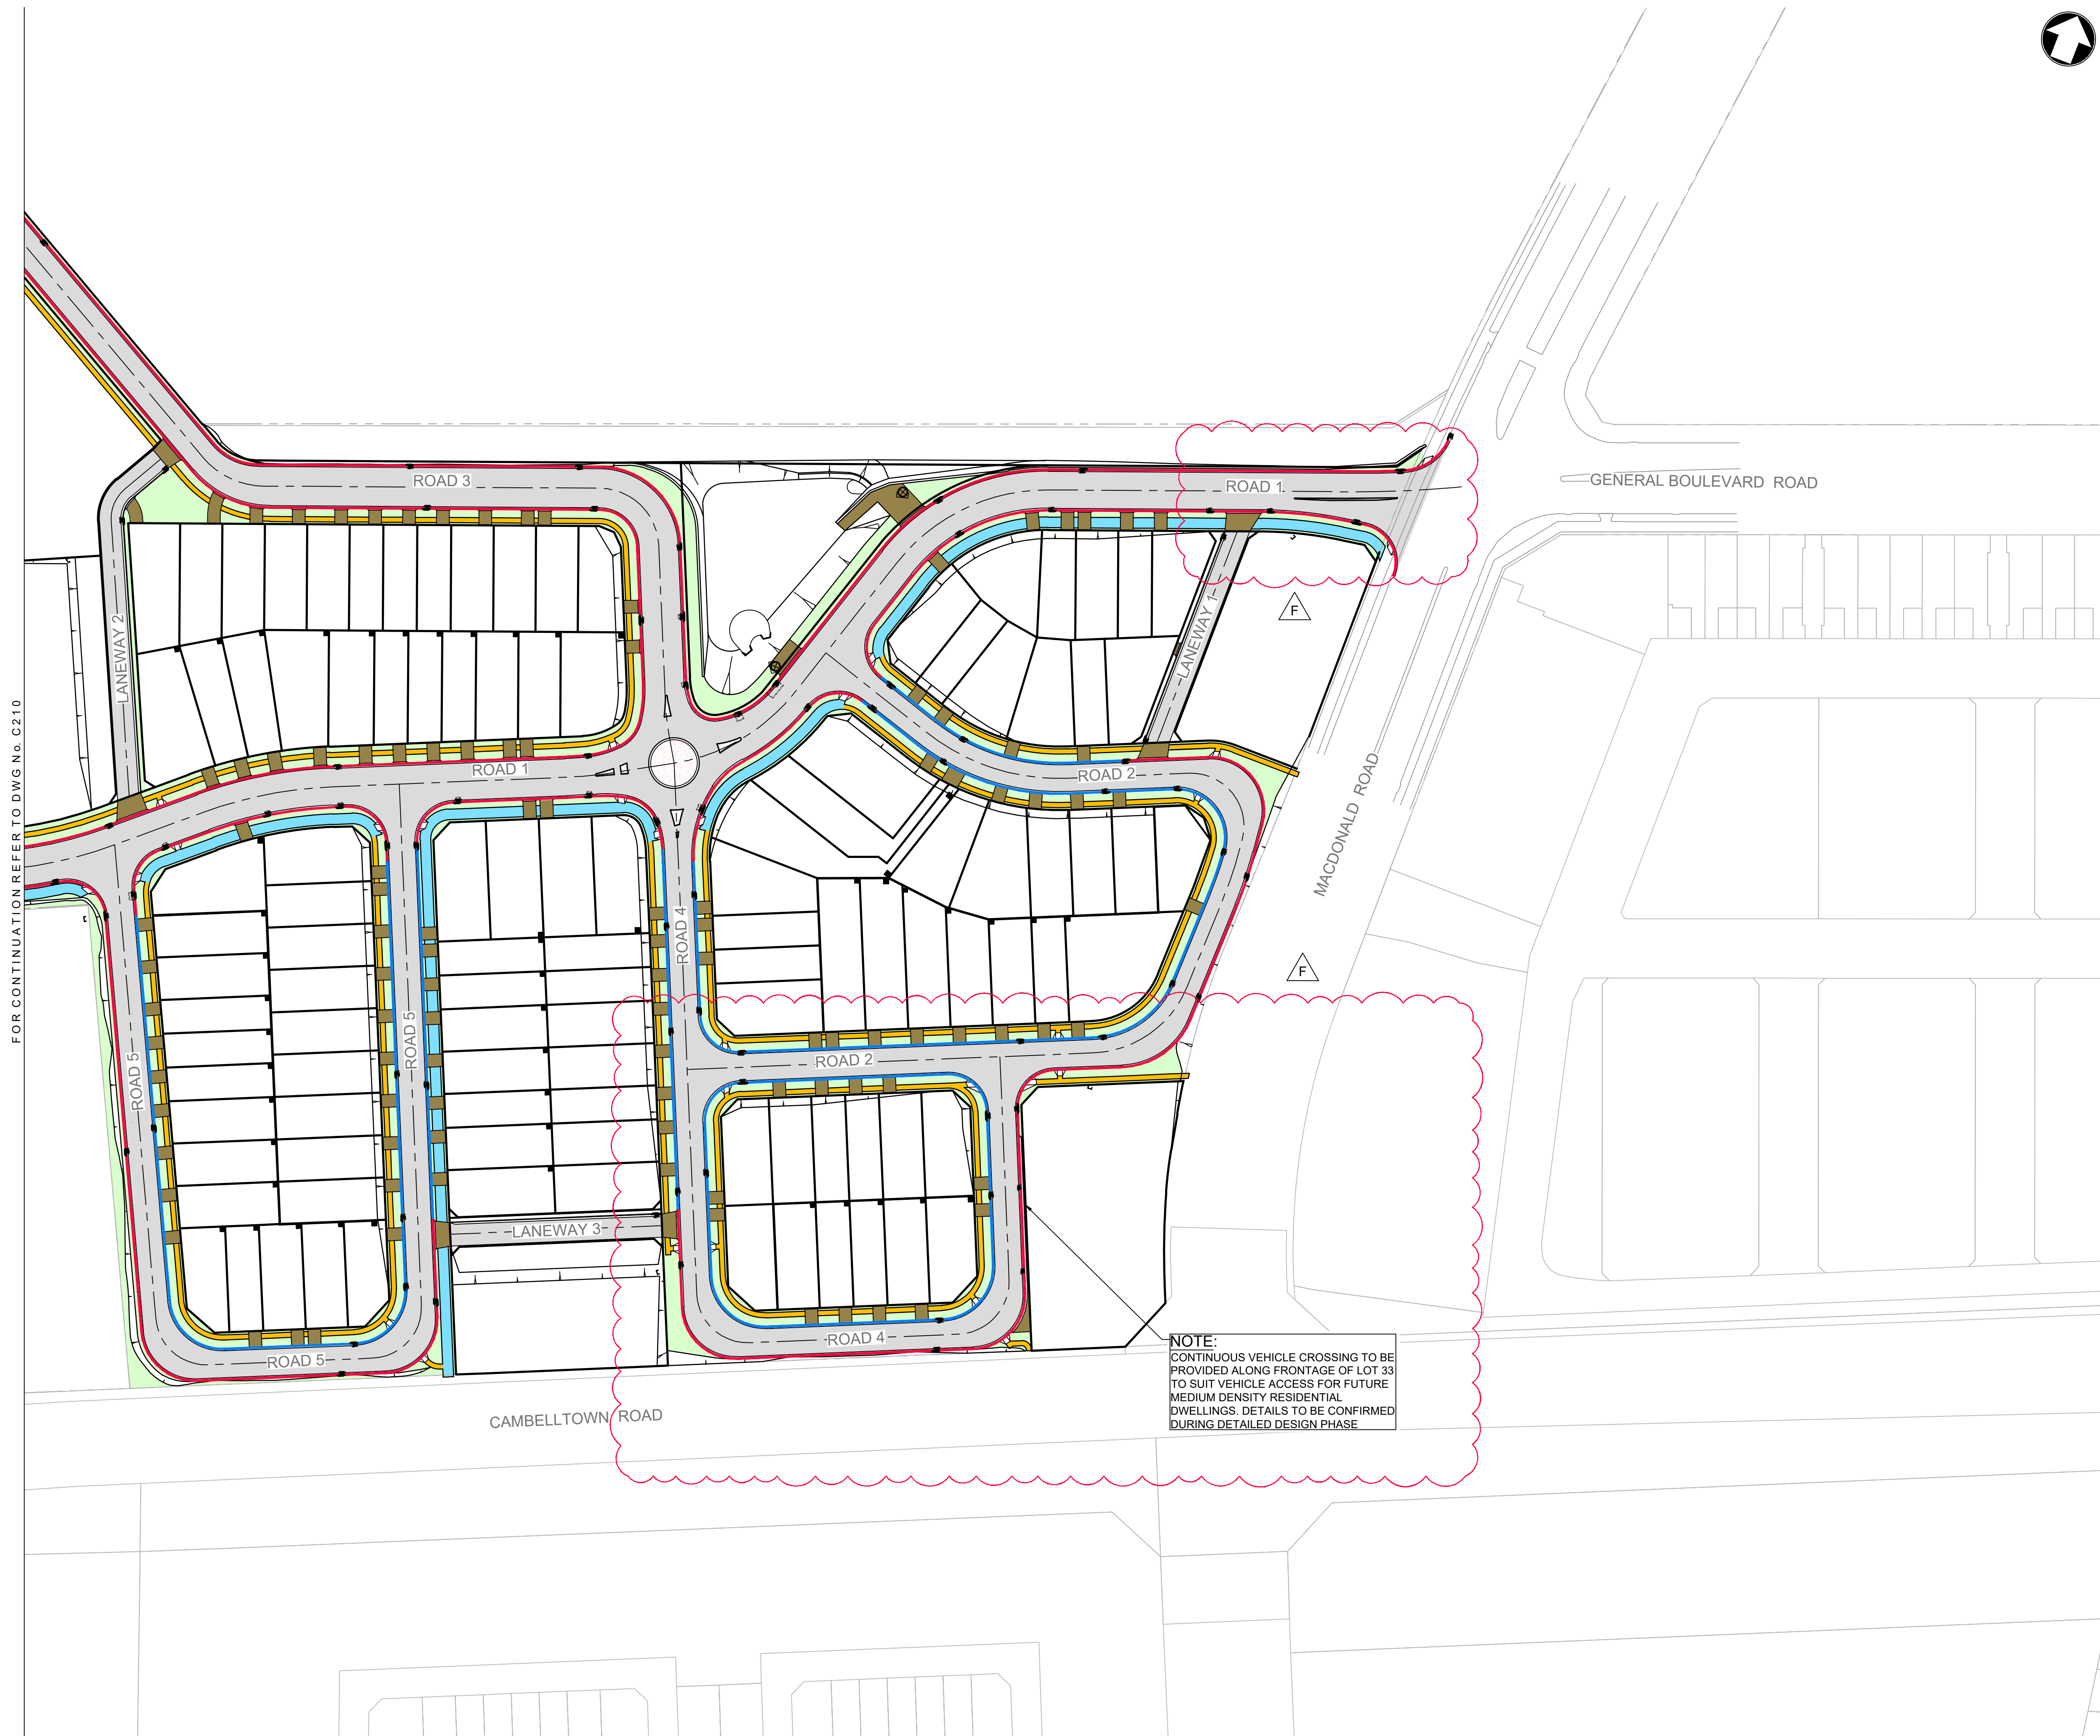 ROAD 3
ROAD 1
GENERAL BOULEVARD ROAD
F
LANEWAY 1
LANEWAY 2
ROAD 1
ROAD 2
MACDONALD ROAD
FOR CONTINUATION REFER TO DWG No. C210
ROAD 4
F
ROAD 5
ROAD 5
ROAD 2
LANEWAY 3
ROAD 4
ROAD 5
NOTE:
CONTINUOUS VEHICLE CROSSING TO BE
PROVIDED ALONG FRONTAGE OF LOT 33
TO SUIT VEHICLE ACCESS FOR FUTURE
MEDIUM DENSITY RESIDENTIAL
DWELLINGS. DETAILS TO BE CONFIRMED
DURING DETAILED DESIGN PHASE
CAMBELLTOWN ROAD